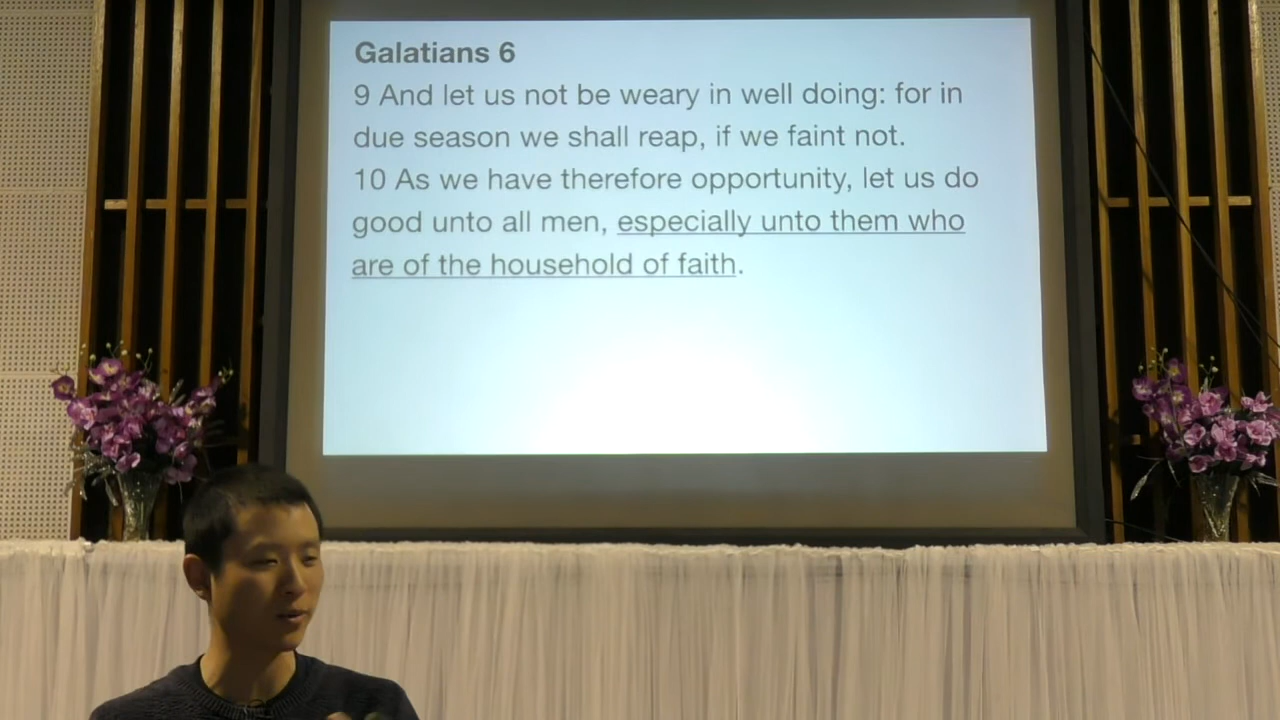 Galatians 6
9 And let us not be weary in well doing: for in
due season we shall reap, if we faint not.
10 As we have therefore opportunity, let us do
good unto all men, especially unto them who
are of the household of faith.